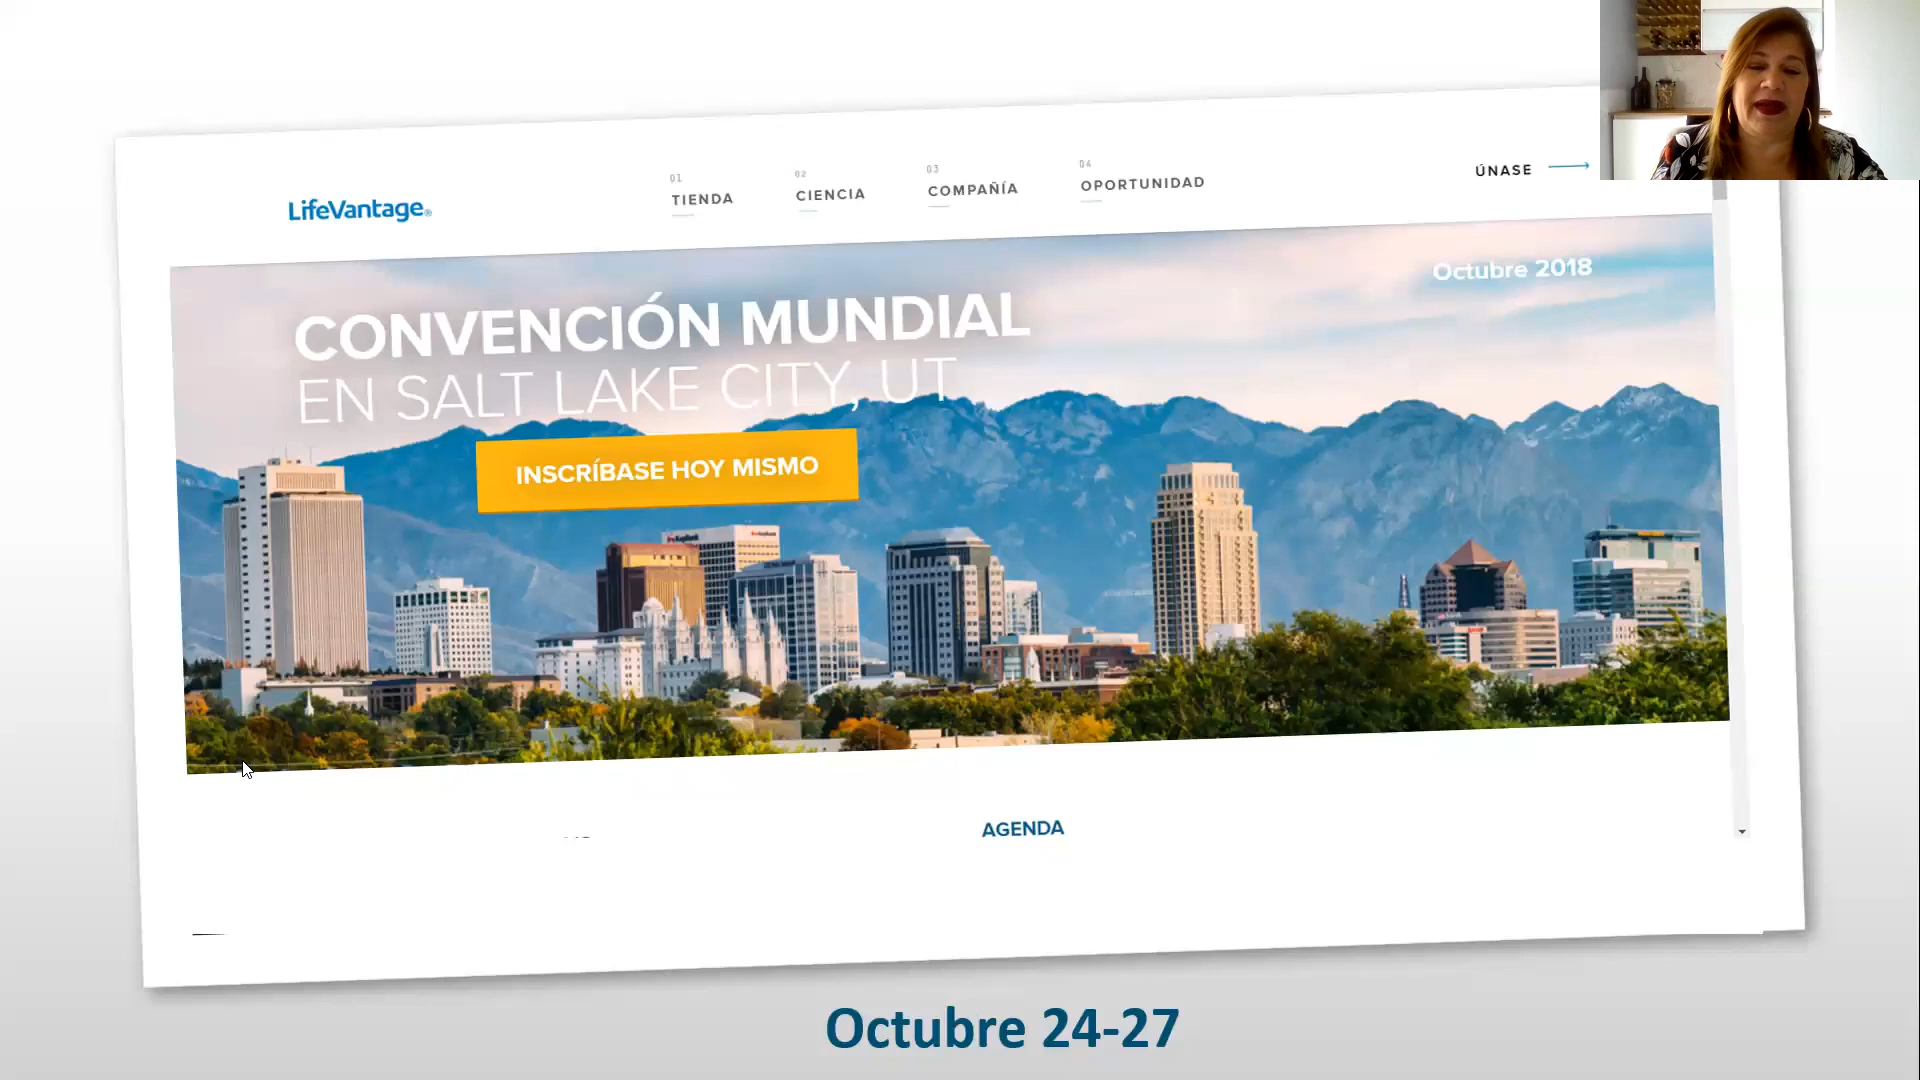 LifeVantage®
01
TIENDA
02
CIENCIA
03
COMPAÑÍA
04
OPORTUNIDAD
ÚNASE
Octubre 2018
CONVENCIÓN MUNDIAL
EN SALT LAKE CITY, UT
INSCRÍBASE HOY MISMO
KeyBank
AGENDA
Octubre 24-27